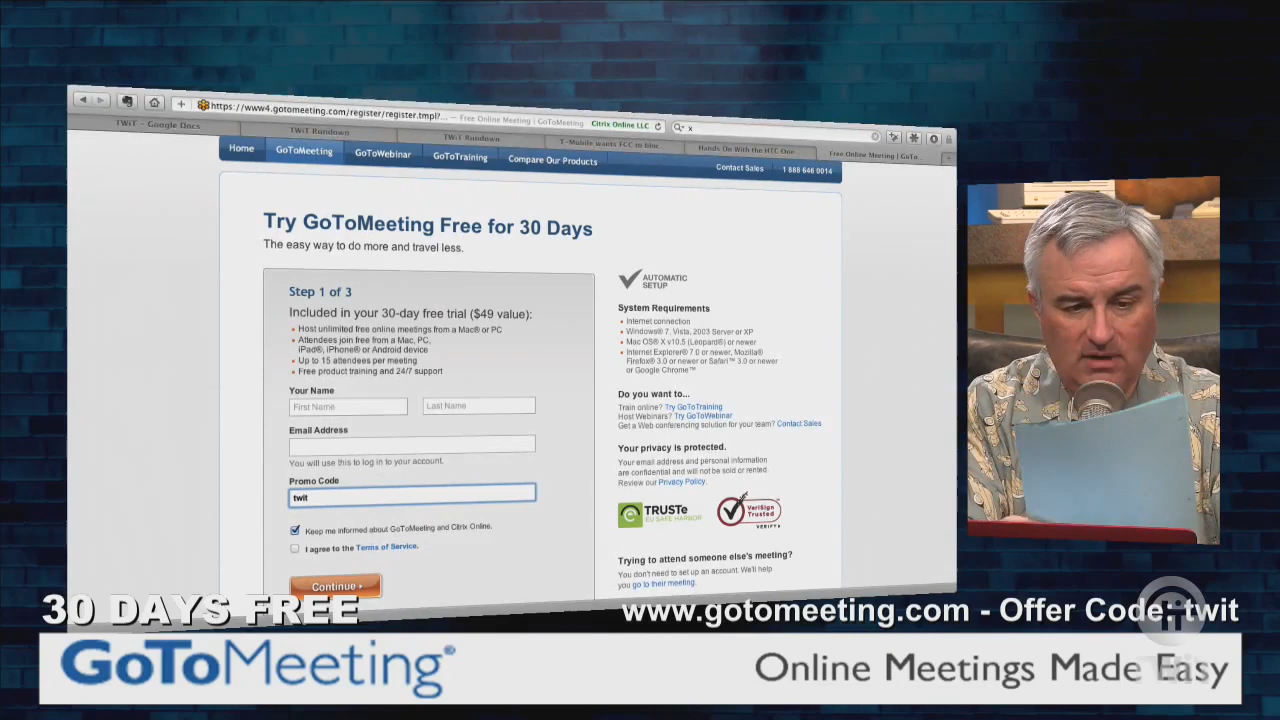 https://www4.gotomeeting.com/register/register.tmpl?... — Free Online Meeting | GoToMeeting Citrix Online LLC x
TWiT – Google Docs TWiT Rundown TWiT Rundown T-Mobile wants FCC to bloc... Hands On With the HTC One... Free Online Meeting | GoTo...
Home GoToMeeting GoToWebinar GoToTraining Compare Our Products Contact Sales 1 888 646 0014
Try GoToMeeting Free for 30 Days
The easy way to do more and travel less.
Step 1 of 3
Included in your 30-day free trial ($49 value):
Host unlimited free online meetings from a Mac® or PC
Attendees join free from a Mac, PC,
iPad®, iPhone® or Android device
Up to 15 attendees per meeting
Free product training and 24/7 support
Your Name
First Name Last Name
Email Address
You will use this to log in to your account.
Promo Code
twit
Keep me informed about GoToMeeting and Citrix Online.
I agree to the Terms of Service.
Continue
AUTOMATIC
SETUP
System Requirements
Internet connection
Windows® 7, Vista, 2003 Server or XP
Mac OS® X v10.5 (Leopard®) or newer
Internet Explorer® 7.0 or newer, Mozilla®
Firefox® 3.0 or newer or Safari™ 3.0 or newer
or Google Chrome™
Do you want to...
Train online? Try GoToTraining
Host Webinars? Try GoToWebinar
Get a Web conferencing solution for your team? Contact Sales
Your privacy is protected.
Your email address and personal information
are confidential and will not be sold or rented.
Review our Privacy Policy.
TRUSTe
EU SAFE HARBOR
VeriSign
Trusted
VERIFY
Trying to attend someone else's meeting?
You don't need to set up an account. We'll help
you go to their meeting.
30 DAYS FREE
www.gotomeeting.com - Offer Code: twit
GoToMeeting®
Online Meetings Made Easy